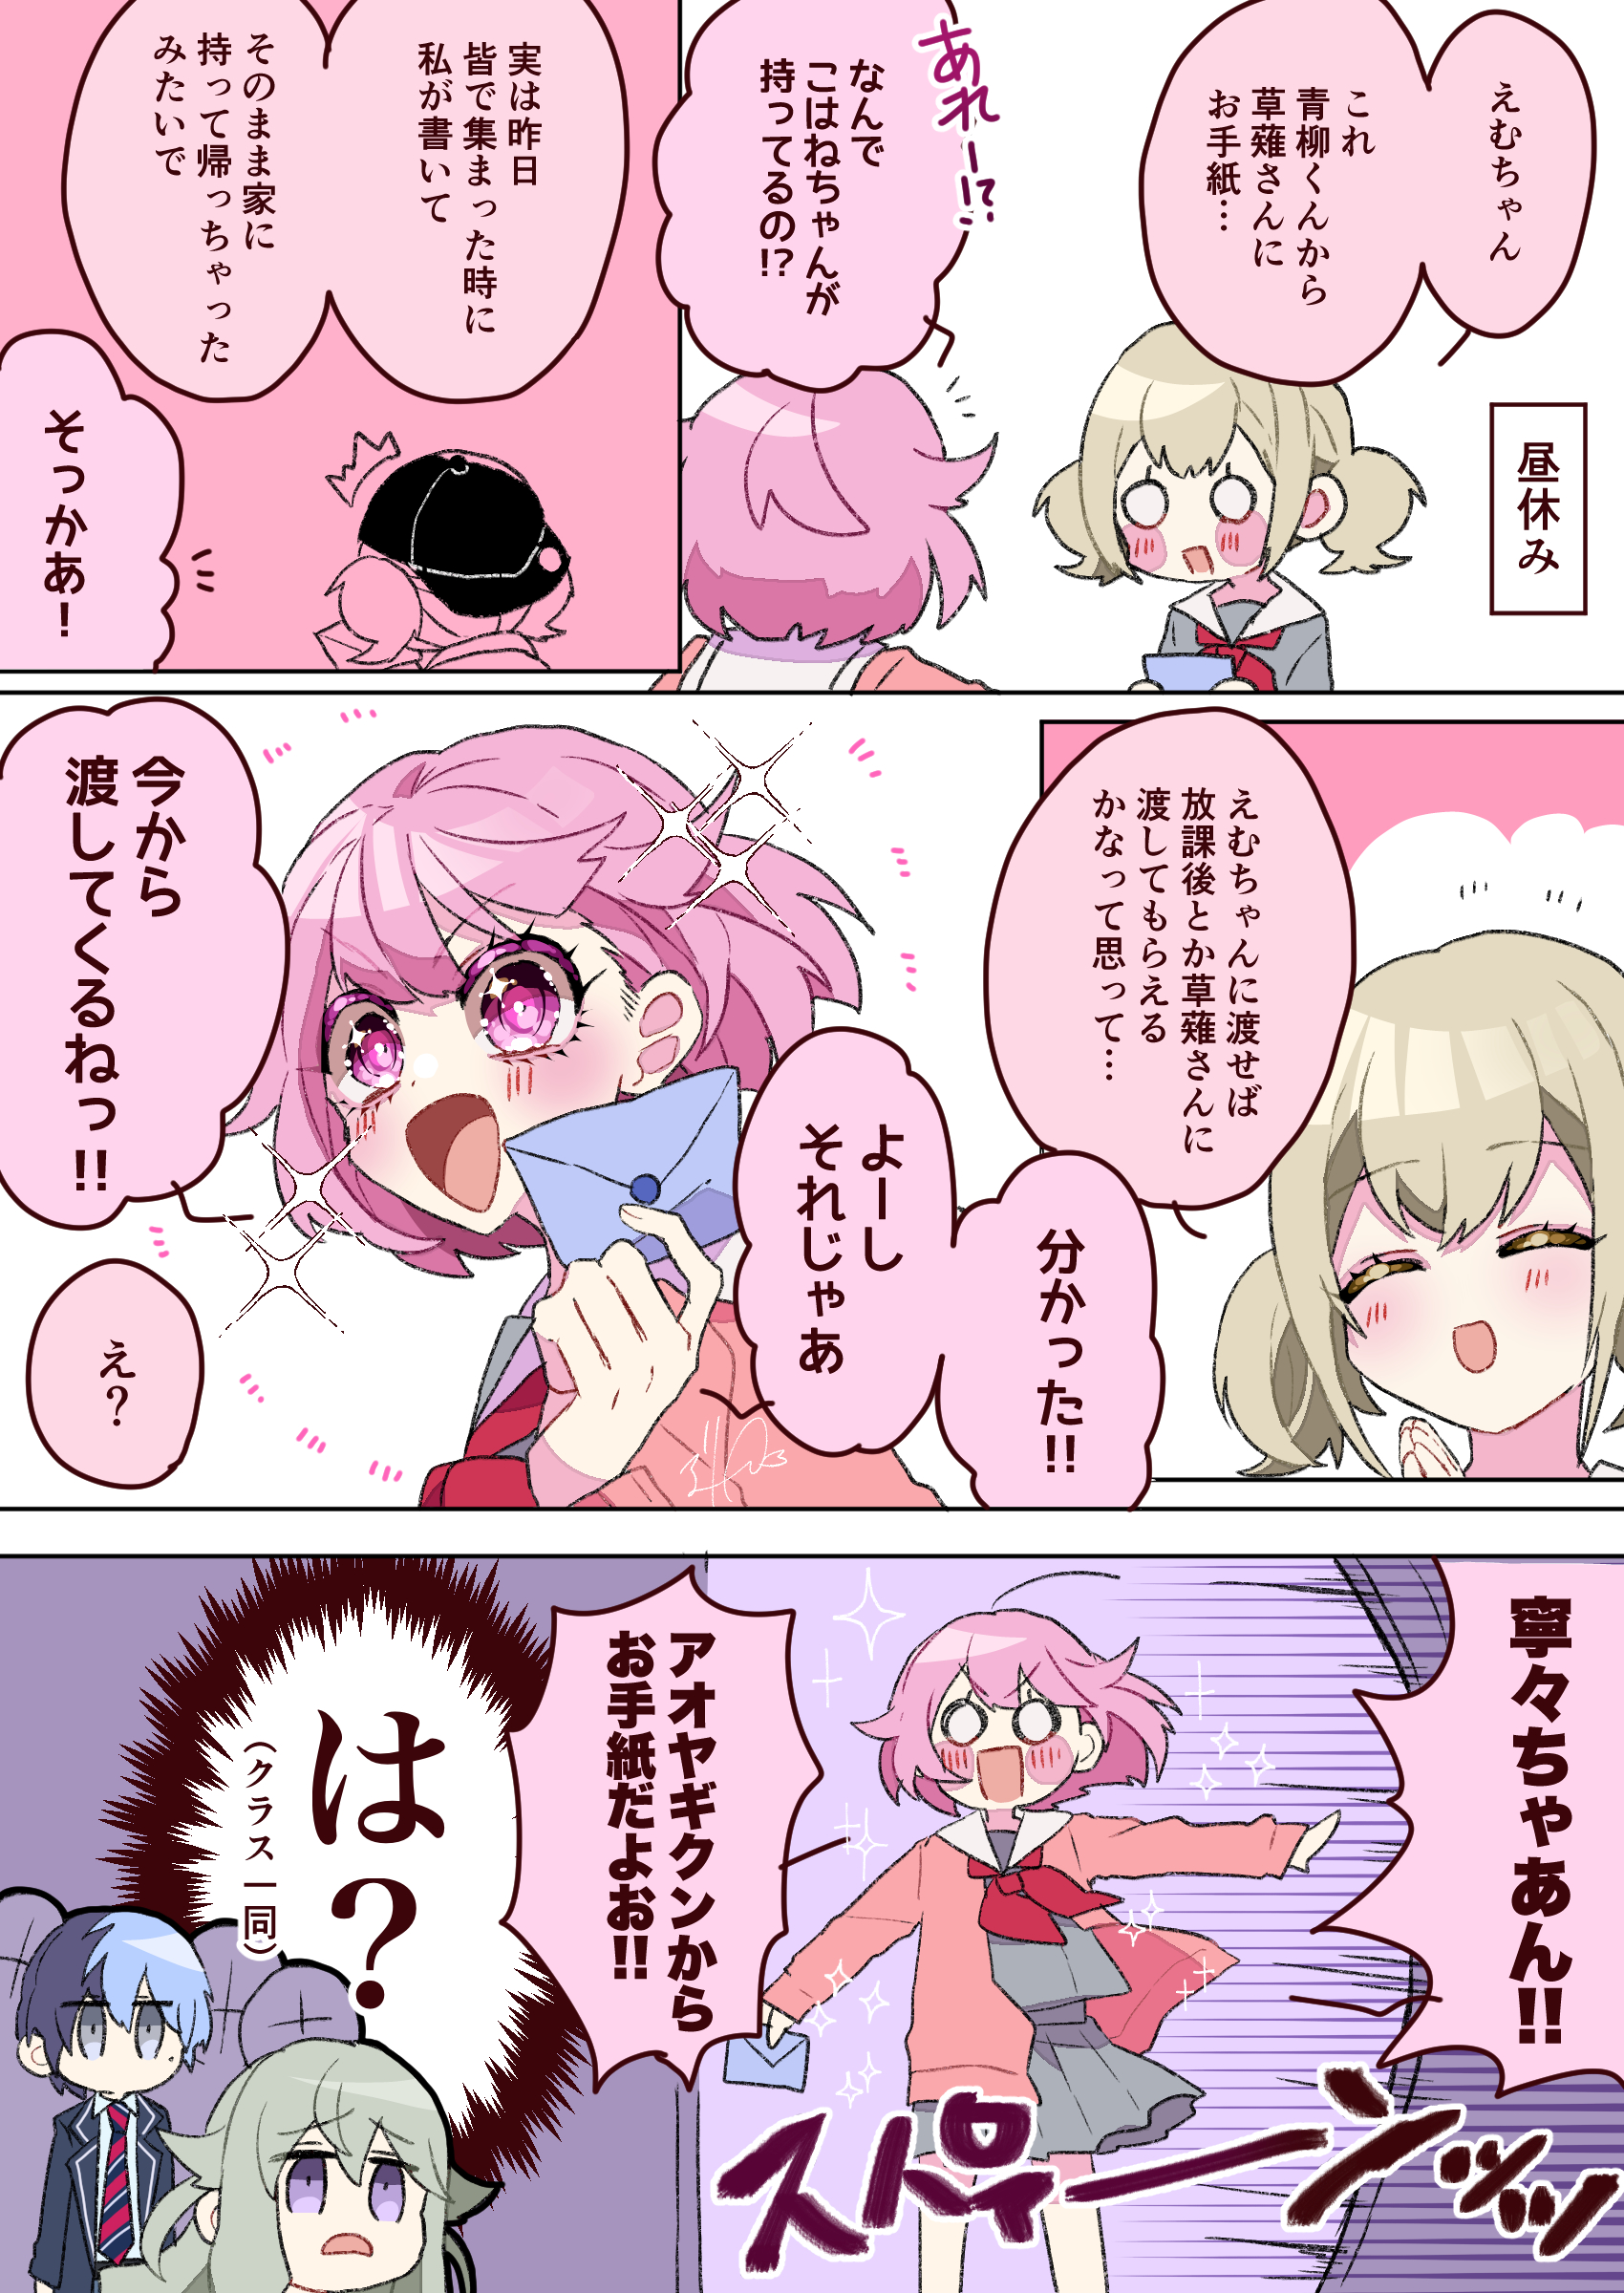 えむちゃん
これ
青柳くんから
草薙さんに
お手紙…
昼休み
あれー!?
なんで
こはねちゃんが
持ってるの!?
実は昨日
皆で集まった時に
私が書いて
そのまま家に
持って帰っちゃった
みたいで
そっかあ！
えむちゃんに渡せば
放課後とか草薙さんに
渡してもらえる
かなって思って…
分かった!!
よーし
それじゃあ
今から
渡してくるねっ!!
え？
寧々ちゃあん!!
スパーンッッ
アオヤギクンから
お手紙だよお!!
は？
（クラス一同）